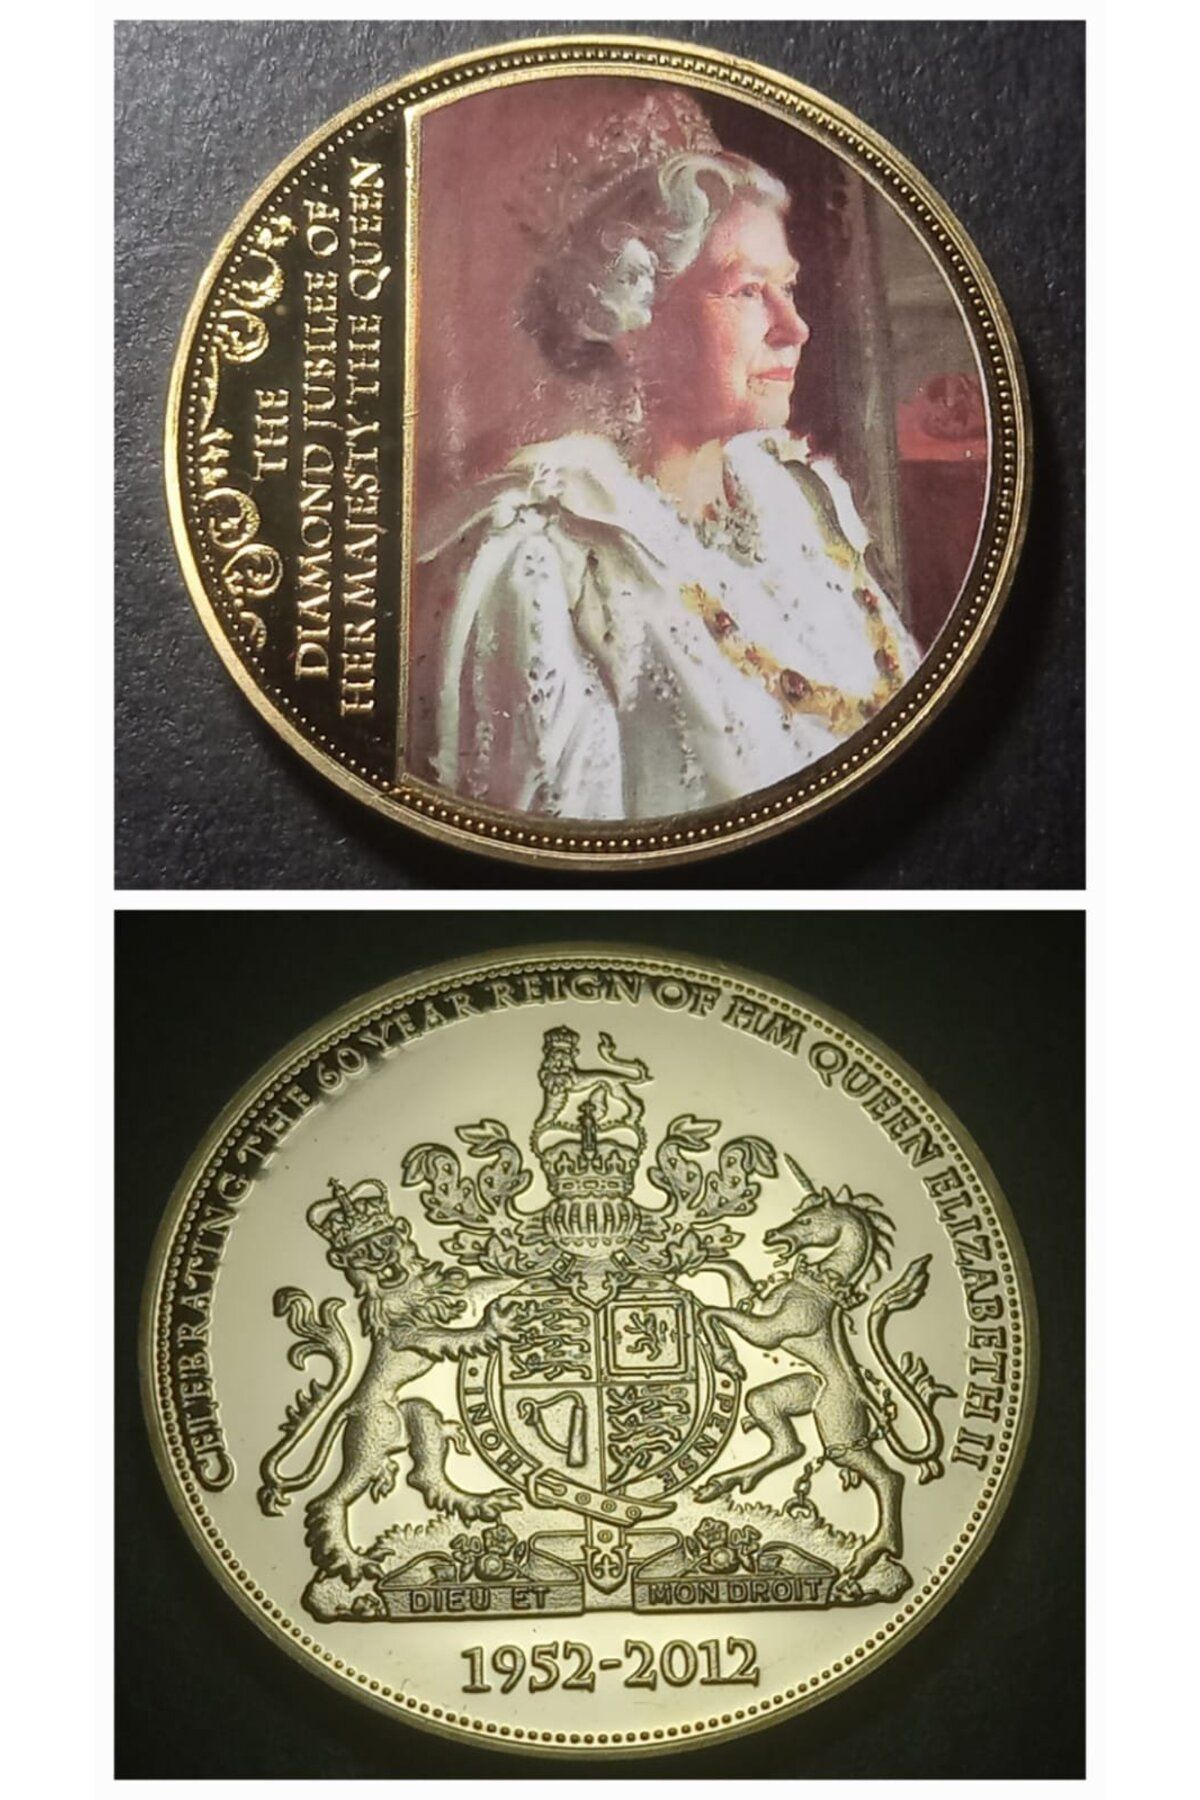 THE
DIAMOND JUBILEE OF
HER MAJESTY THE QUEEN
CELEBRATING THE 60 YEAR REIGN OF HM QUEEN ELIZABETH II
HONI
PENSE
DIEU ET MON DROIT
1952-2012